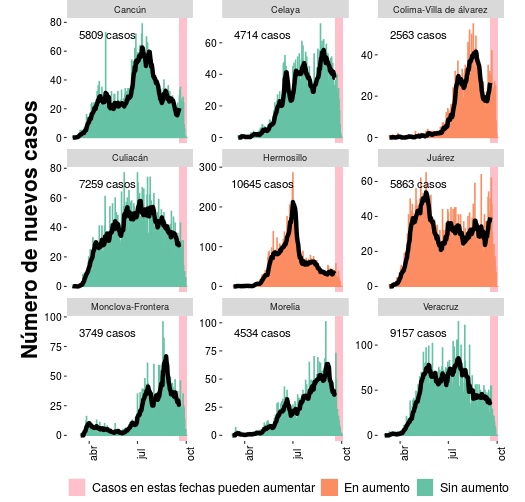 Número de nuevos casos
Cancún
Celaya
Colima-Villa de álvarez
80
60
40
20
0
5809 casos
60
40
20
0
4714 casos
40
20
0
2563 casos
Culiacán
Hermosillo
Juárez
80
60
40
20
0
7259 casos
300
200
100
0
10645 casos
60
40
20
0
5863 casos
Monclova-Frontera
Morelia
Veracruz
100
75
50
25
0
3749 casos
100
75
50
25
0
4534 casos
100
50
0
9157 casos
abr
jul
oct
abr
jul
oct
abr
jul
oct
Casos en estas fechas pueden aumentar
En aumento
Sin aumento